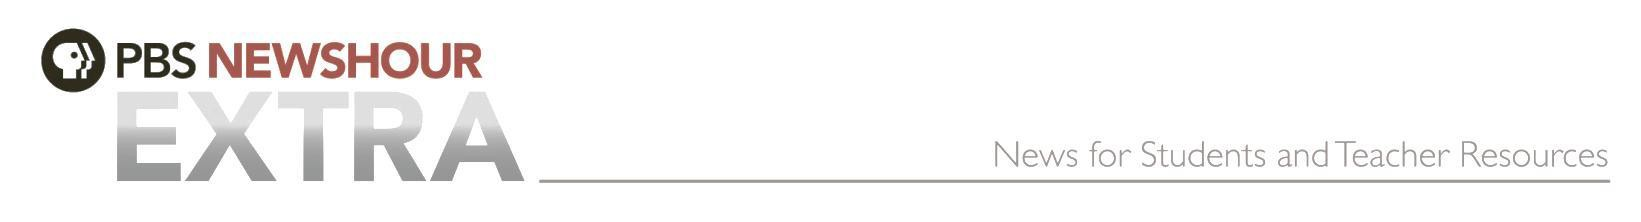 PBS NEWSHOUR
EXTRA
News for Students and Teacher Resources